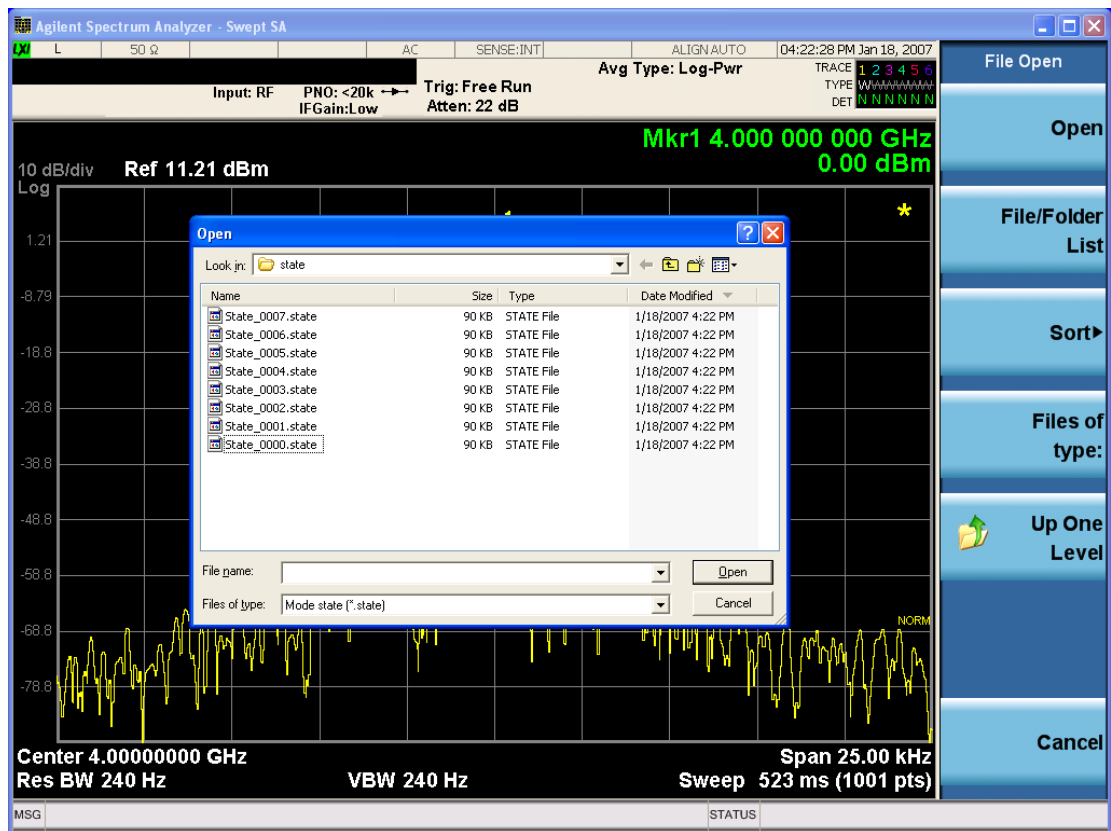 Agilent Spectrum Analyzer - Swept SA
LXI L 50 Ω AC SENSE:INT ALIGNAUTO 04:22:28 PM Jan 18, 2007
Input: RF
PNO: <20k
IFGain:Low
Trig: Free Run
Atten: 22 dB
Avg Type: Log-Pwr
TRACE 1 2 3 4 5 6
TYPE WWWWWW
DET N N N N N N
Mkr1 4.000 000 000 GHz
0.00 dBm
10 dB/div Ref 11.21 dBm
Log
1.21
-8.79
-18.8
-28.8
-38.8
-48.8
-58.8
-68.8
-78.8
NORM
Open
Look in: state
Name Size Type Date Modified
State_0007.state 90 KB STATE File 1/18/2007 4:22 PM
State_0006.state 90 KB STATE File 1/18/2007 4:22 PM
State_0005.state 90 KB STATE File 1/18/2007 4:22 PM
State_0004.state 90 KB STATE File 1/18/2007 4:22 PM
State_0003.state 90 KB STATE File 1/18/2007 4:22 PM
State_0002.state 90 KB STATE File 1/18/2007 4:22 PM
State_0001.state 90 KB STATE File 1/18/2007 4:22 PM
State_0000.state 90 KB STATE File 1/18/2007 4:22 PM
File name: Open
Files of type: Mode state (*.state) Cancel
Center 4.00000000 GHz Span 25.00 kHz
Res BW 240 Hz VBW 240 Hz Sweep 523 ms (1001 pts)
MSG STATUS
File Open
Open
File/Folder
List
Sort▶
Files of
type:
Up One
Level
Cancel